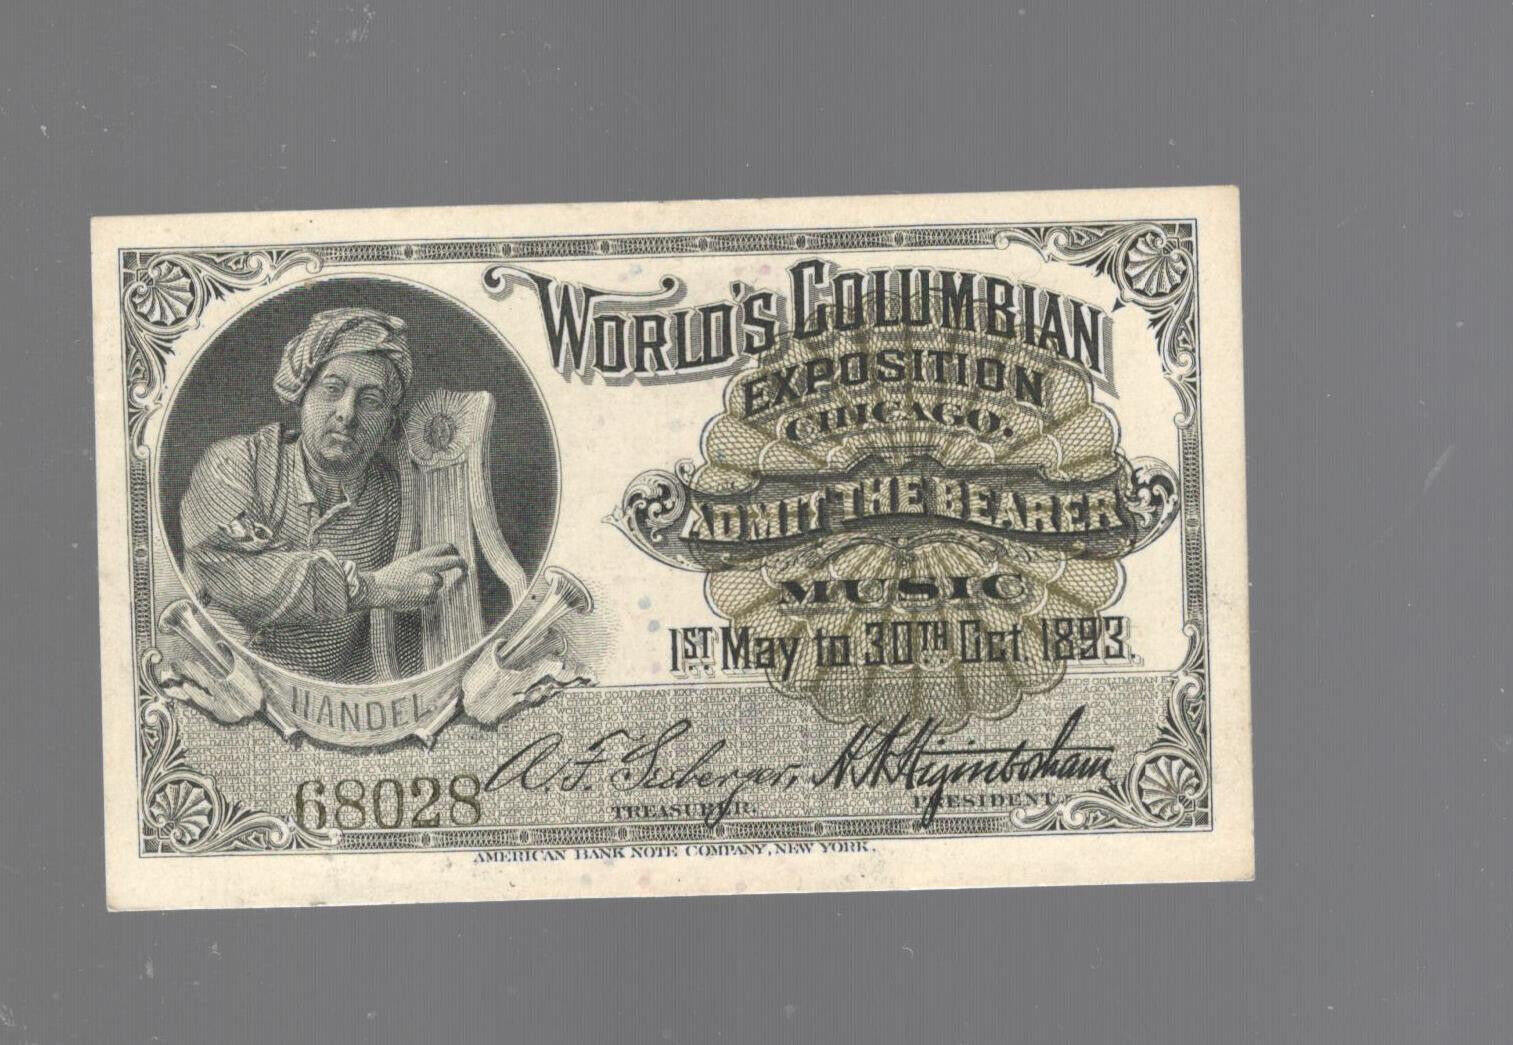 WORLD'S COLUMBIAN
EXPOSITION
CHICAGO.
ADMIT THE BEARER
MUSIC
1ST May to 30TH Oct. 1893.
HANDEL
68028
A. F. Seeberger,
TREASURER.
H. N. Higinbotham
PRESIDENT.
AMERICAN BANK NOTE COMPANY, NEW YORK.